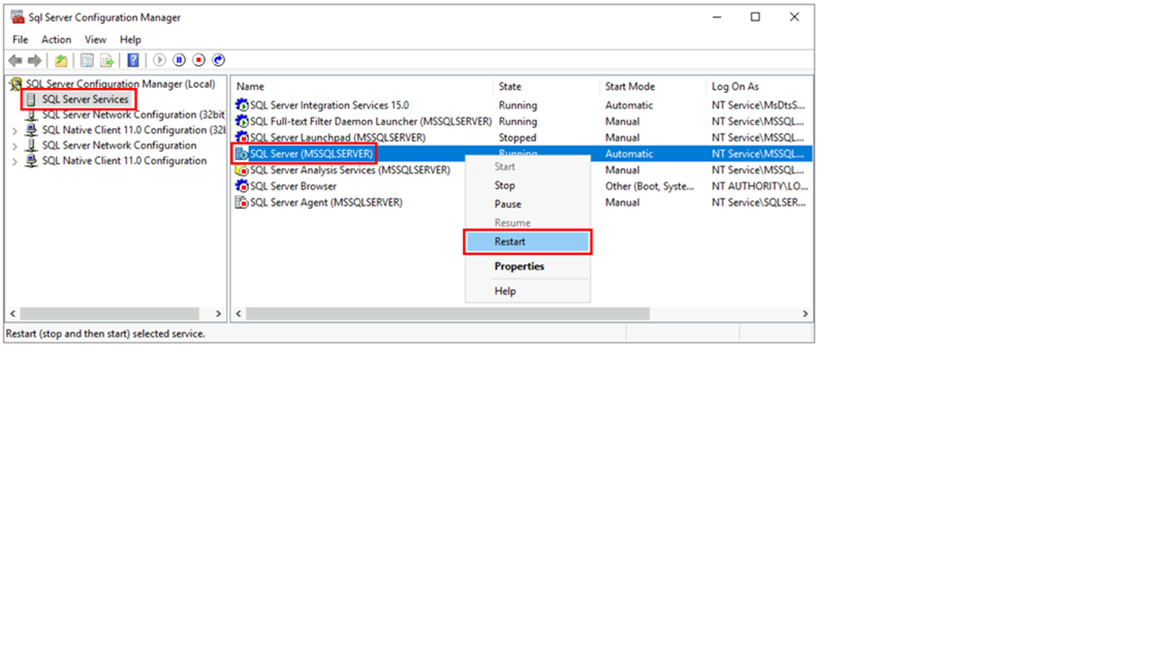 Sql Server Configuration Manager
File Action View Help
SQL Server Configuration Manager (Local)
SQL Server Services
SQL Server Network Configuration (32bit
SQL Native Client 11.0 Configuration (32l
SQL Server Network Configuration
SQL Native Client 11.0 Configuration
Name State Start Mode Log On As
SQL Server Integration Services 15.0 Running Automatic NT Service\MsDtsS...
SQL Full-text Filter Daemon Launcher (MSSQLSERVER) Running Manual NT Service\MSSQL...
SQL Server Launchpad (MSSQLSERVER) Stopped Manual NT Service\MSSQL...
SQL Server (MSSQLSERVER) Running Automatic NT Service\MSSQL...
SQL Server Analysis Services (MSSQLSERVER) Manual NT Service\MSSQL...
SQL Server Browser Other (Boot, Syste... NT AUTHORITY\LO...
SQL Server Agent (MSSQLSERVER) Manual NT Service\SQLSER...
Start
Stop
Pause
Resume
Restart
Properties
Help
Restart (stop and then start) selected service.